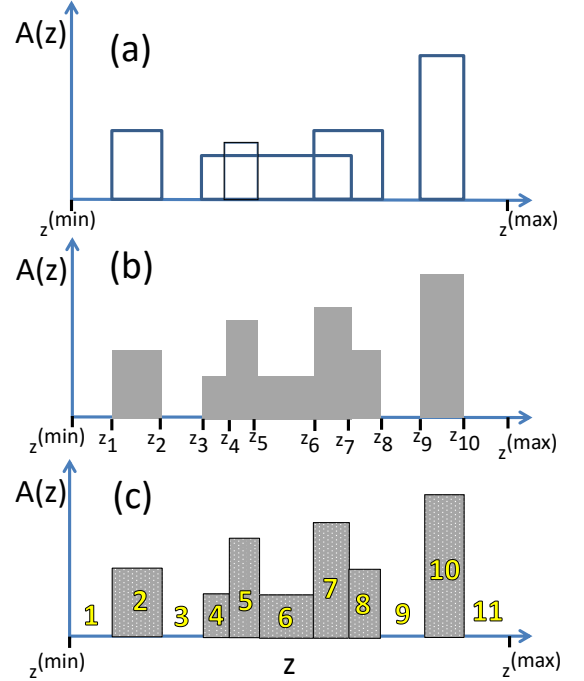 A(z)
(a)
z(min)
z(max)
A(z)
(b)
z1 z2 z3 z4 z5 z6 z7 z8 z9 z10
z(min)
z(max)
A(z)
(c)
1 2 3 4 5 6 7 8 9 10 11
z(min)
z
z(max)